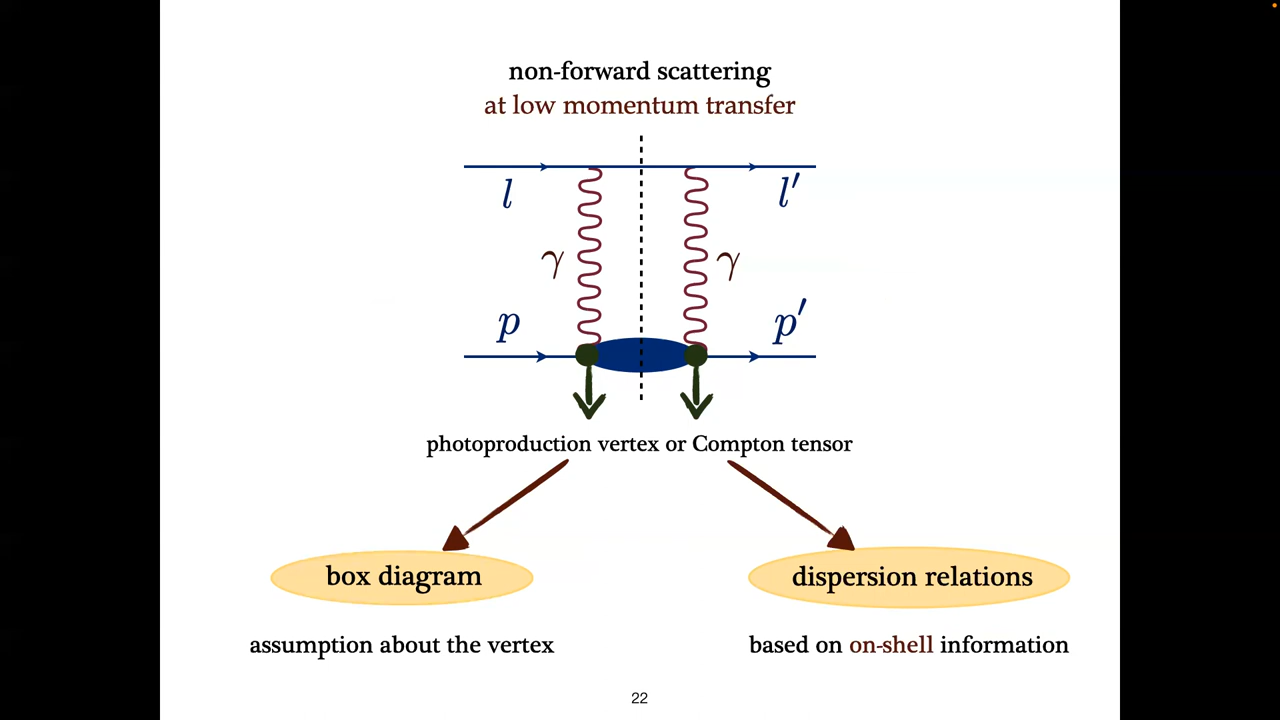 non-forward scattering
at low momentum transfer
l
l′
γ
γ
p
p′
photoproduction vertex or Compton tensor
box diagram
dispersion relations
assumption about the vertex
based on on-shell information
22